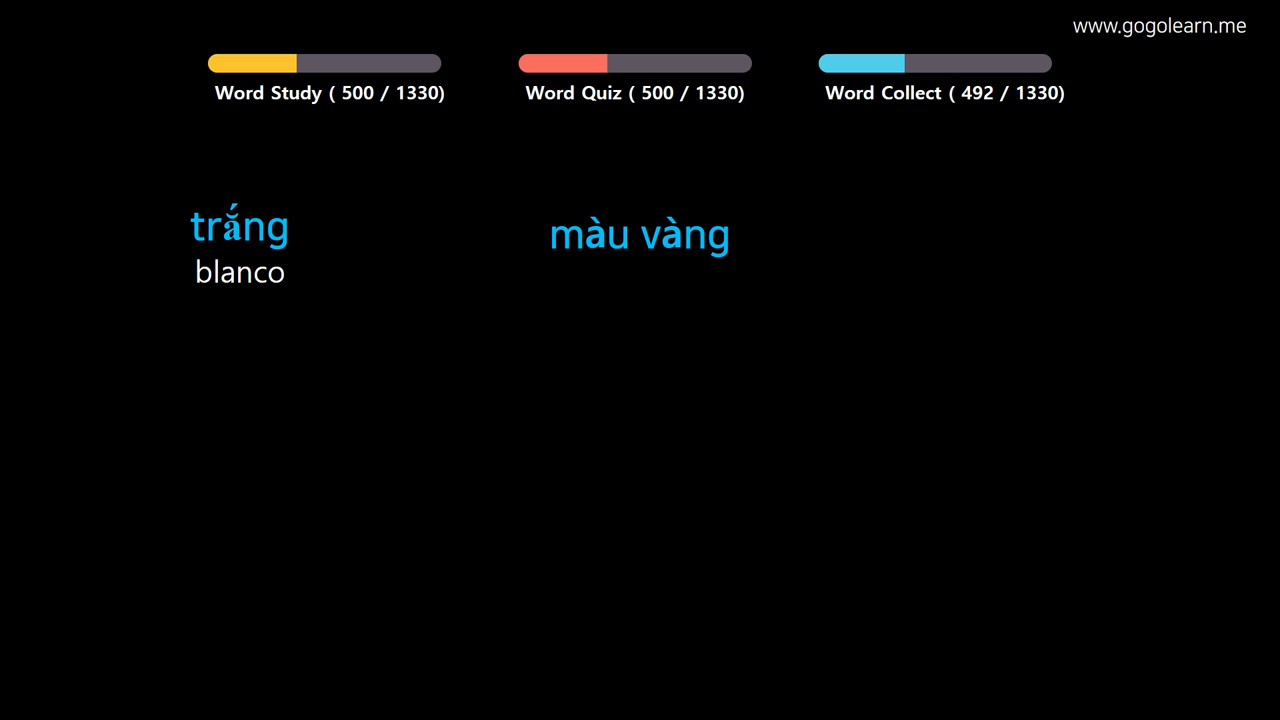 www.gogolearn.me
Word Study ( 500 / 1330)
Word Quiz ( 500 / 1330)
Word Collect ( 492 / 1330)
trắng
blanco
màu vàng